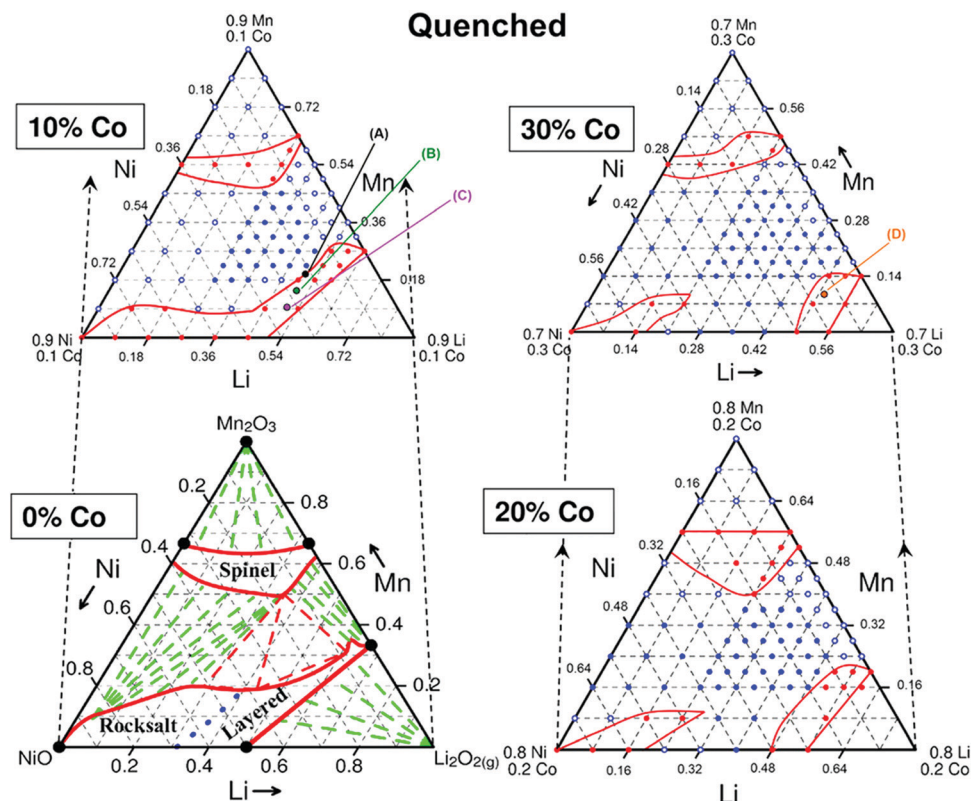 Quenched
0.9 Mn
0.1 Co
10% Co
0.18
0.36
0.54
0.72
Ni
0.72
0.54
0.36
0.18
Mn
(A)
(B)
(C)
0.9 Ni
0.1 Co
0.18
0.36
0.54
0.72
0.9 Li
0.1 Co
Li
0.7 Mn
0.3 Co
30% Co
0.14
0.28
0.42
0.56
Ni
0.56
0.42
0.28
0.14
Mn
(D)
0.7 Ni
0.3 Co
0.14
0.28
0.42
0.56
0.7 Li
0.3 Co
Li→
Mn2O3
0% Co
0.2
0.4
0.6
0.8
Ni
0.8
0.6
0.4
0.2
Mn
Spinel
Rocksalt
Layered
NiO
0.2
0.4
0.6
0.8
Li2O2(g)
Li→
0.8 Mn
0.2 Co
20% Co
0.16
0.32
0.48
0.64
Ni
0.64
0.48
0.32
0.16
Mn
0.8 Ni
0.2 Co
0.16
0.32
0.48
0.64
0.8 Li
0.2 Co
Li→